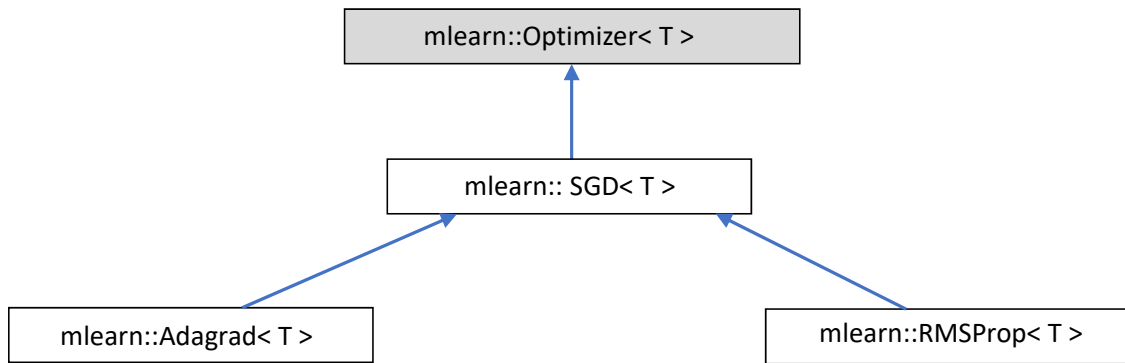 mlearn::Optimizer< T >
mlearn:: SGD< T >
mlearn::Adagrad< T >
mlearn::RMSProp< T >